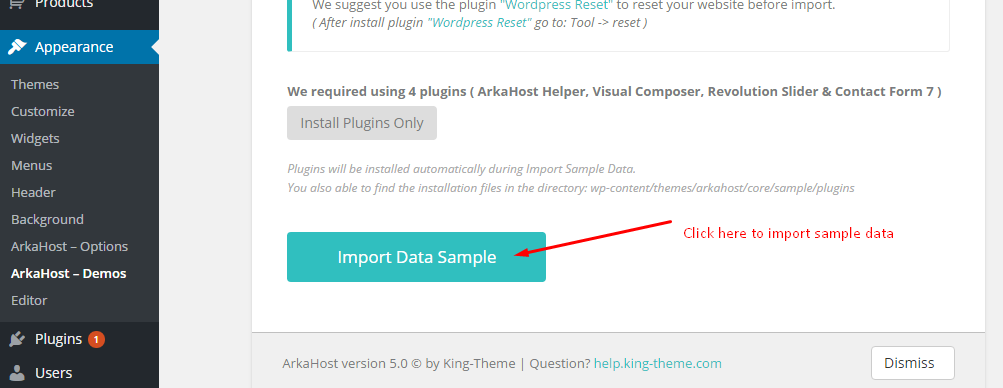 Products
Appearance
Themes
Customize
Widgets
Menus
Header
Background
ArkaHost – Options
ArkaHost – Demos
Editor
Plugins 1
Users
We suggest you use the plugin "Wordpress Reset" to reset your website before import.
( After install plugin "Wordpress Reset" go to: Tool -> reset )
We required using 4 plugins ( ArkaHost Helper, Visual Composer, Revolution Slider & Contact Form 7 )
Install Plugins Only
Plugins will be installed automatically during Import Sample Data.
You also able to find the installation files in the directory: wp-content/themes/arkahost/core/sample/plugins
Import Data Sample
Click here to import sample data
ArkaHost version 5.0 © by King-Theme | Question? help.king-theme.com
Dismiss